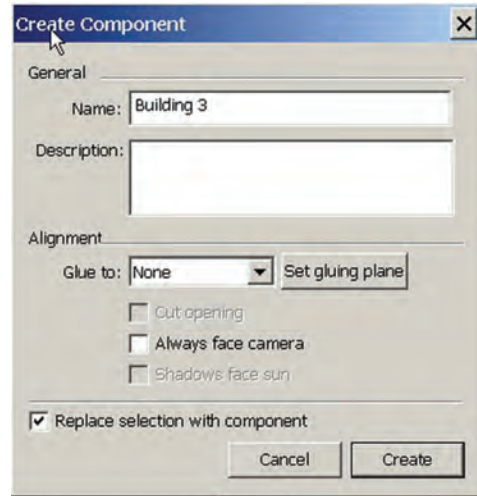 Create Component
General
Name: Building 3
Description:
Alignment
Glue to: None Set gluing plane
Cut opening
Always face camera
Shadows face sun
Replace selection with component
Cancel Create